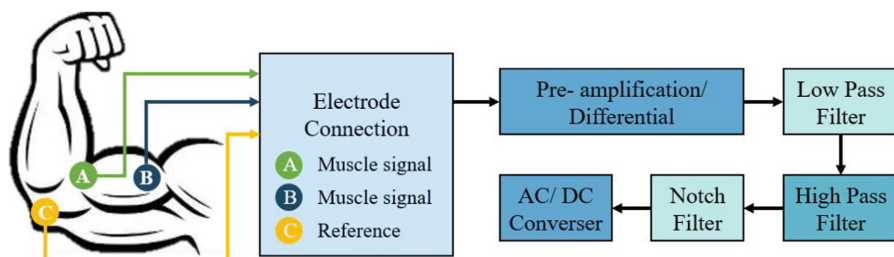 A
B
C
Electrode
Connection
A Muscle signal
B Muscle signal
C Reference
Pre- amplification/
Differential
Low Pass
Filter
High Pass
Filter
Notch
Filter
AC/ DC
Converser